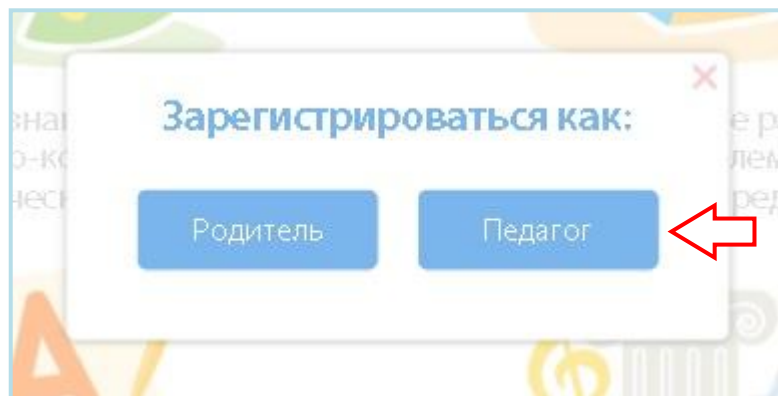 Зарегистрироваться как:
Родитель
Педагог